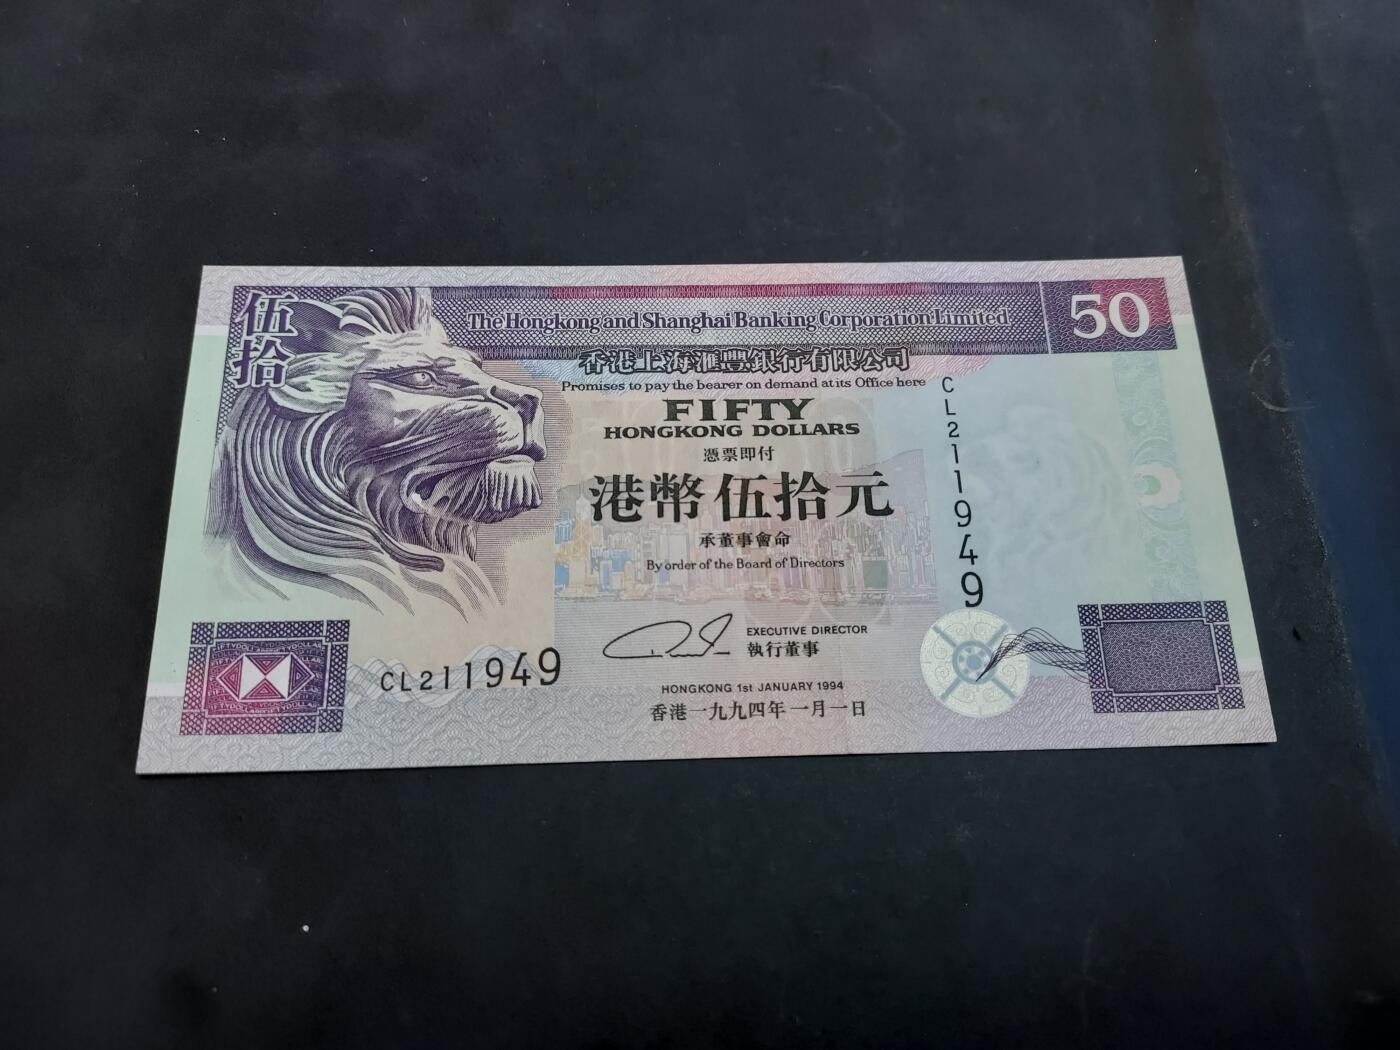 伍拾
The Hongkong and Shanghai Banking Corporation Limited
50
香港上海滙豐銀行有限公司
Promises to pay the bearer on demand at its Office here
CL211949
FIFTY
HONGKONG DOLLARS
憑票即付
港幣伍拾元
承董事會命
By order of the Board of Directors
EXECUTIVE DIRECTOR
執行董事
CL211949
HONGKONG 1st JANUARY 1994
香港一九九四年一月一日